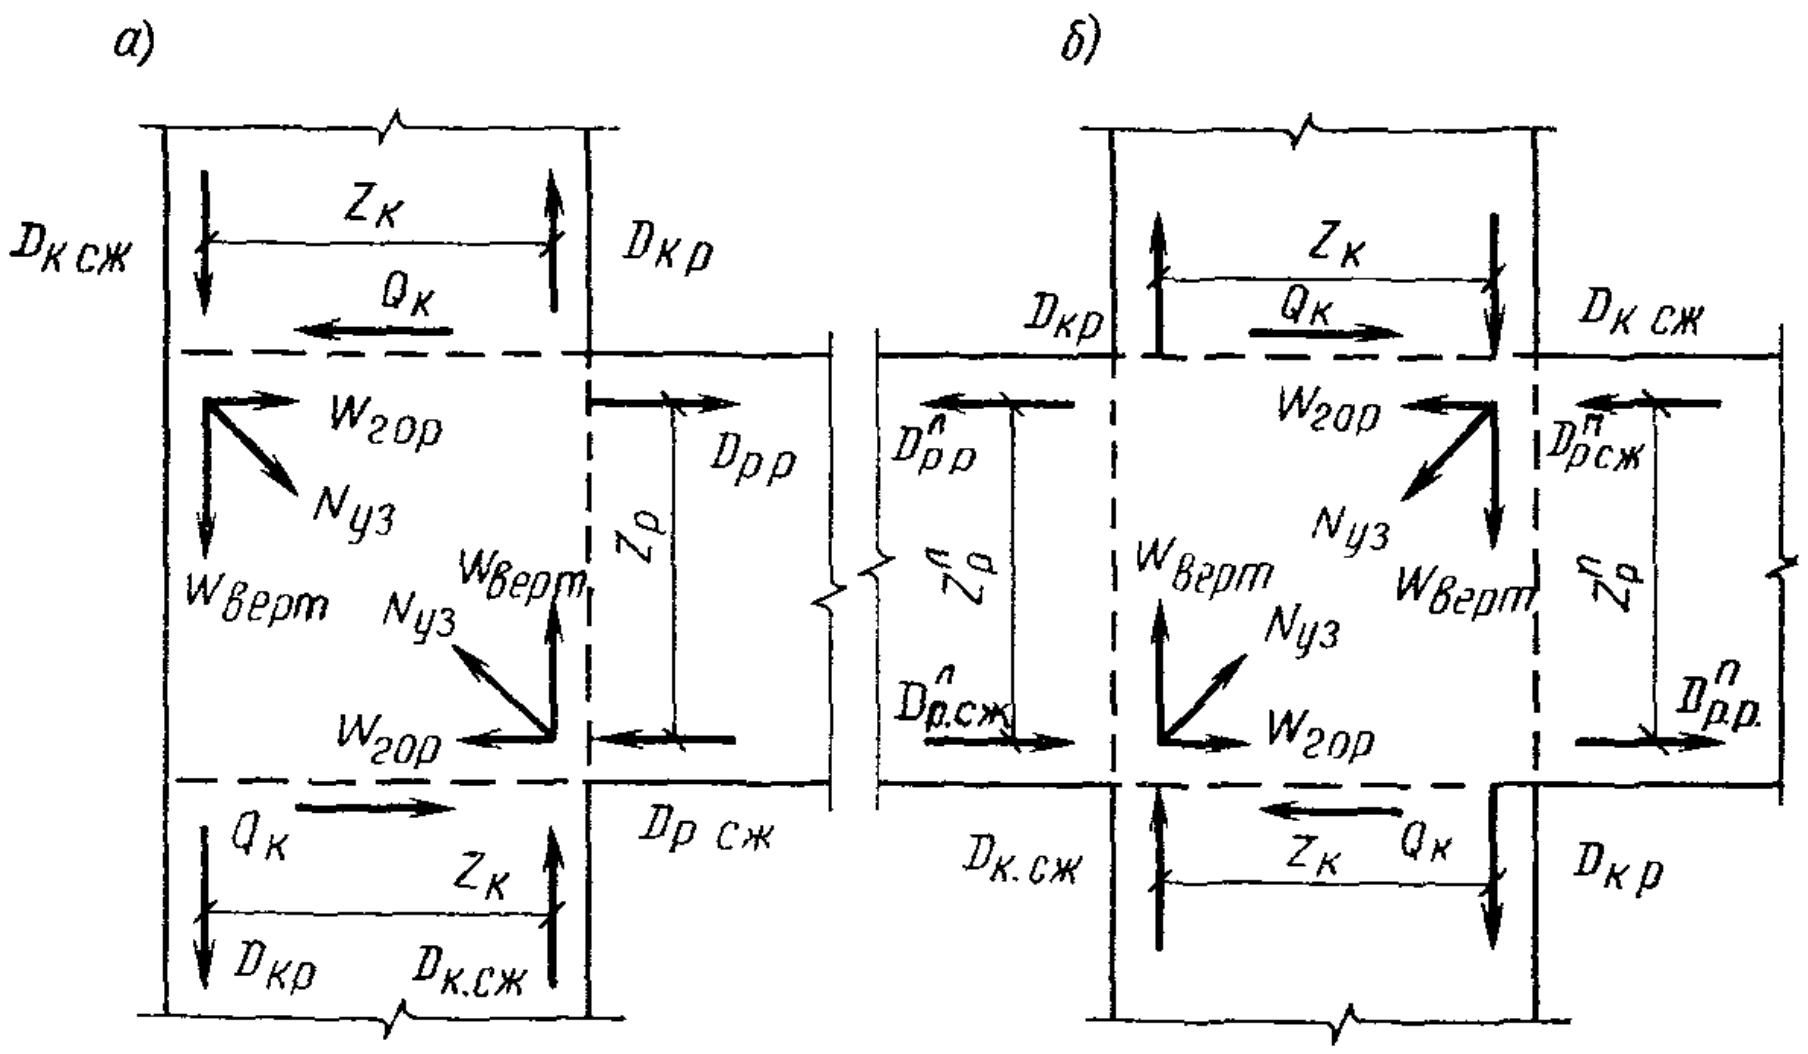 а)
D к сж
Z к
Q к
D к р
W гор
N уз
W верт
D р р
Z р
W верт
N уз
W гор
Q к
D р сж
Z к
D кр
D к.сж
б)
D кр
Z к
Q к
D к сж
D л р р
W гор
D п р сж
N уз
W верт
Z л р
W верт
N уз
Z п р
D л р.сж
W гор
D п р.р.
D к.сж
Z к
Q к
D к р